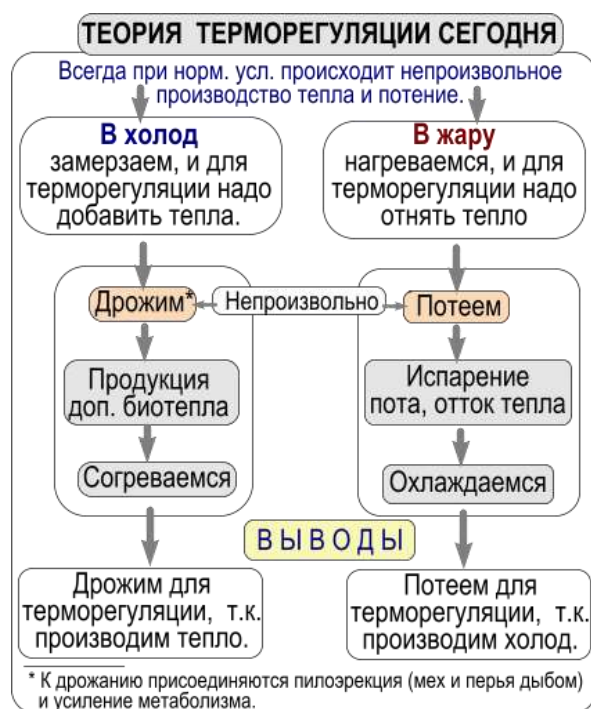 ТЕОРИЯ ТЕРМОРЕГУЛЯЦИИ СЕГОДНЯ
Всегда при норм. усл. происходит непроизвольное
производство тепла и потение.
В холод
замерзаем, и для
терморегуляции надо
добавить тепла.
В жару
нагреваемся, и для
терморегуляции надо
отнять тепло
Дрожим*
Непроизвольно
Потеем
Продукция
доп. биотепла
Испарение
пота, отток тепла
Согреваемся
Охлаждаемся
ВЫВОДЫ
Дрожим для
терморегуляции, т.к.
производим тепло.
Потеем для
терморегуляции, т.к.
производим холод.
* К дрожанию присоединяются пилоэрекция (мех и перья дыбом)
и усиление метаболизма.